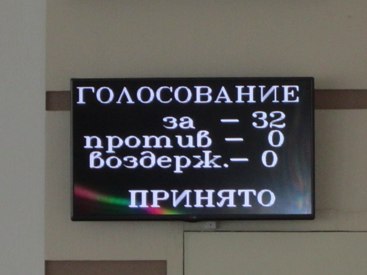 ГОЛОСОВАНИЕ
за – 32
против – 0
воздерж.– 0
ПРИНЯТО